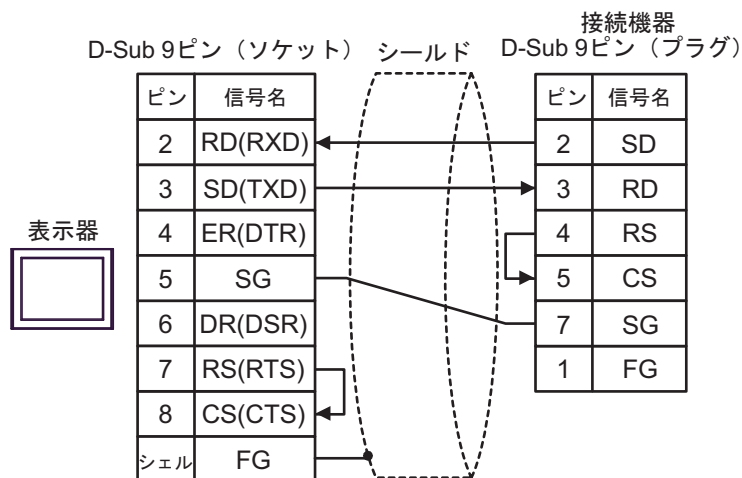 接続機器
D-Sub 9ピン（ソケット） シールド D-Sub 9ピン（プラグ）
ピン 信号名 ピン 信号名
2 RD(RXD) 2 SD
3 SD(TXD) 3 RD
表示器 4 ER(DTR) 4 RS
5 SG 5 CS
6 DR(DSR) 7 SG
7 RS(RTS) 1 FG
8 CS(CTS)
シェル FG